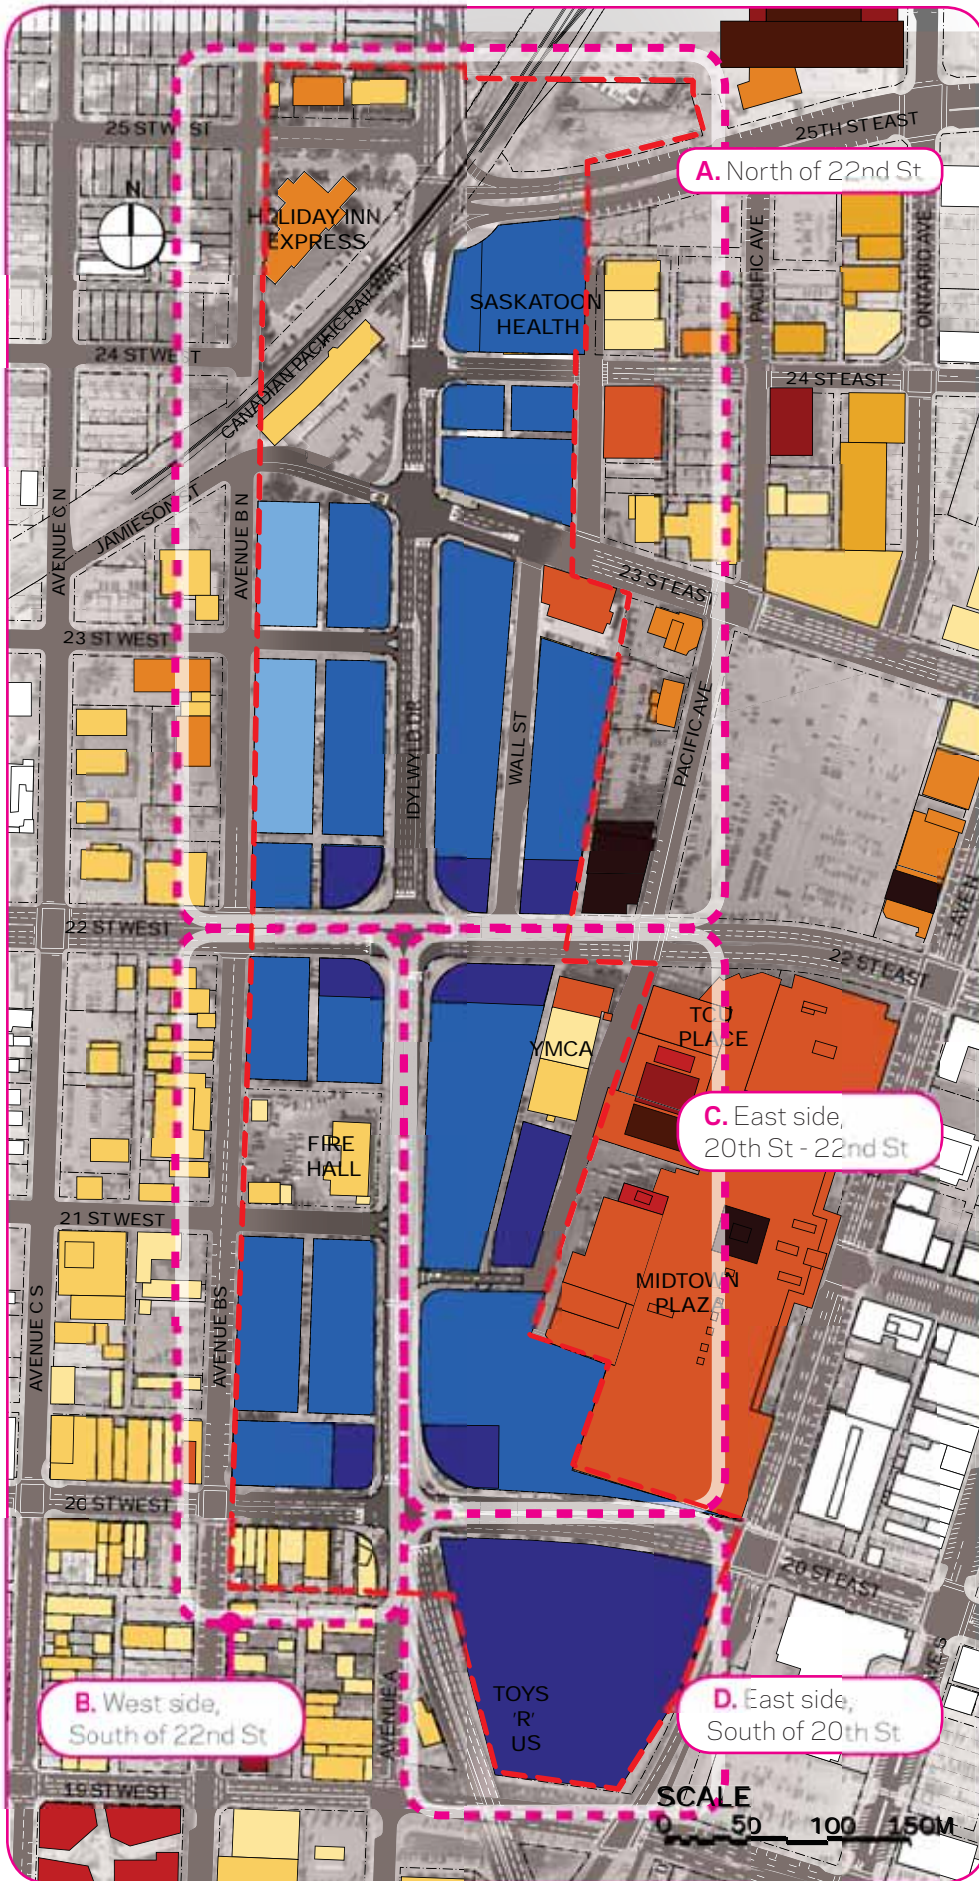 25 ST WEST
25TH ST EAST
A. North of 22nd St
N
HOLIDAY INN
EXPRESS
PACIFIC AVE
ONTARIO AVE
CANADIAN PACIFIC RAILWAY
SASKATOON
HEALTH
24 ST WEST
24 ST EAST
AVENUE C N
JAMIESON ST
AVENUE B N
23 ST EAST
23 ST WEST
IDYLWYLD DR
WALL ST
PACIFIC AVE
AVE
22 ST WEST
22 ST EAST
TCU
PLACE
YMCA
C. East side,
20th St - 22nd St
FIRE
HALL
21 ST WEST
MIDTOWN
PLAZA
AVENUE C S
AVENUE B S
20 ST WEST
20 ST EAST
B. West side,
South of 22nd St
AVENUE A
TOYS
'R'
US
D. East side,
South of 20th St
19 ST WEST
SCALE
0 50 100 150M